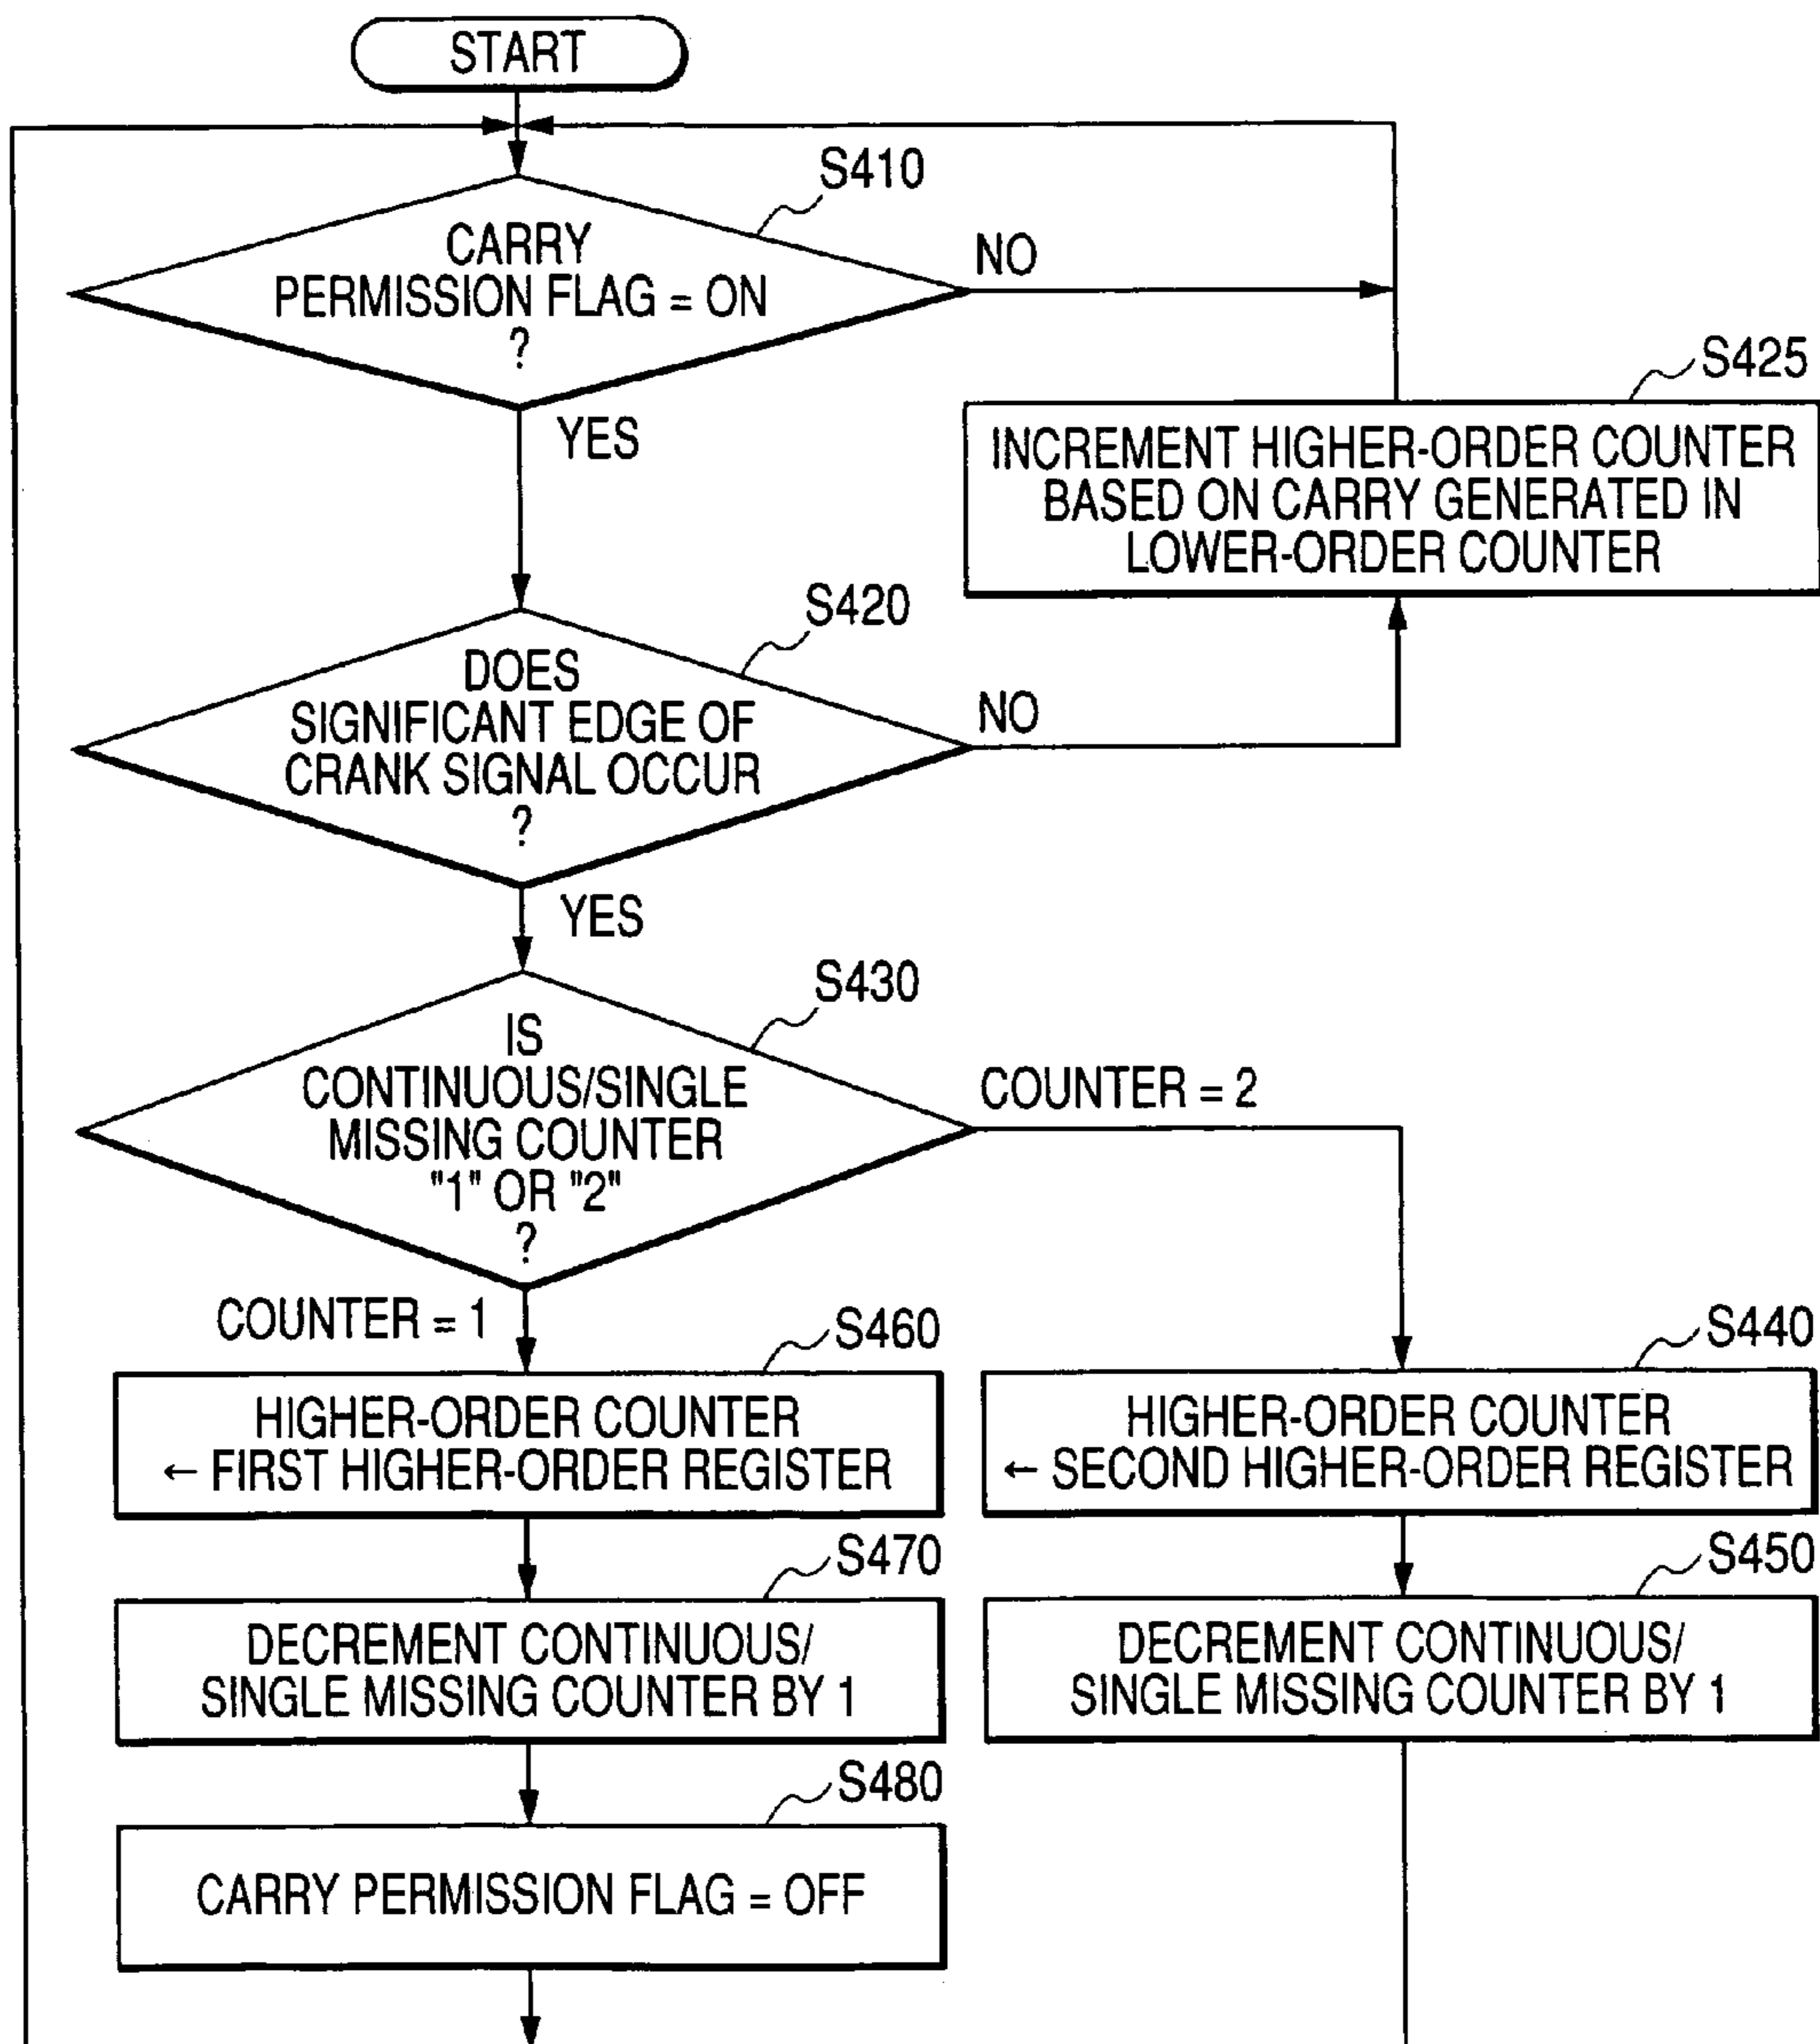 START
S410
CARRY
PERMISSION FLAG = ON
?
NO
YES
S425
INCREMENT HIGHER-ORDER COUNTER
BASED ON CARRY GENERATED IN
LOWER-ORDER COUNTER
S420
DOES
SIGNIFICANT EDGE OF
CRANK SIGNAL OCCUR
?
NO
YES
S430
IS
CONTINUOUS/SINGLE
MISSING COUNTER
"1" OR "2"
?
COUNTER = 2
COUNTER = 1
S460
HIGHER-ORDER COUNTER
← FIRST HIGHER-ORDER REGISTER
S440
HIGHER-ORDER COUNTER
← SECOND HIGHER-ORDER REGISTER
S470
DECREMENT CONTINUOUS/
SINGLE MISSING COUNTER BY 1
S450
DECREMENT CONTINUOUS/
SINGLE MISSING COUNTER BY 1
S480
CARRY PERMISSION FLAG = OFF